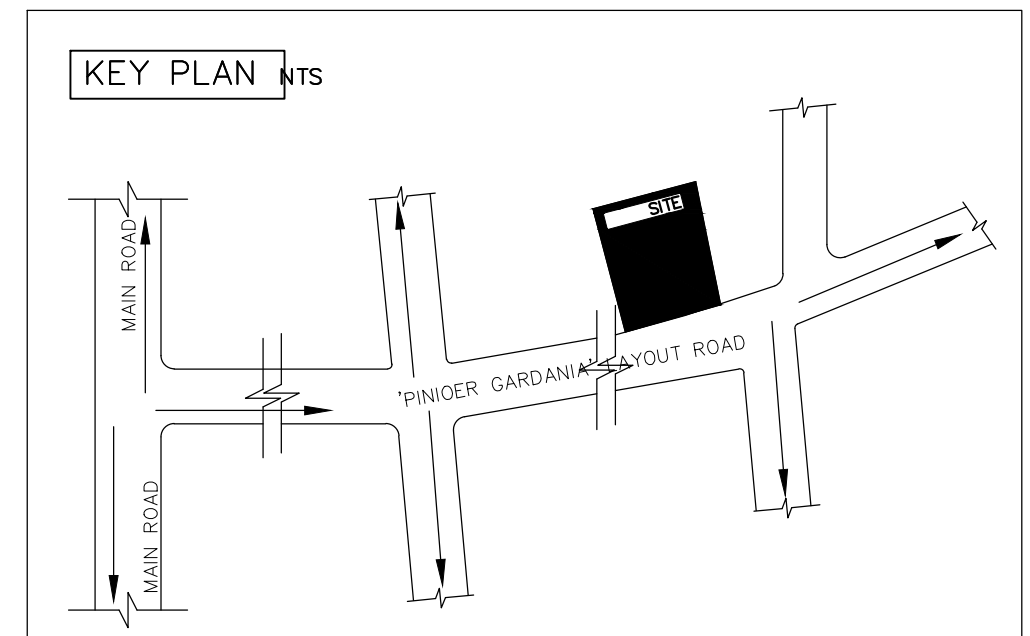 KEY PLAN NTS
SITE
MAIN ROAD
'PINIOER GARDANIA' LAYOUT ROAD
MAIN ROAD